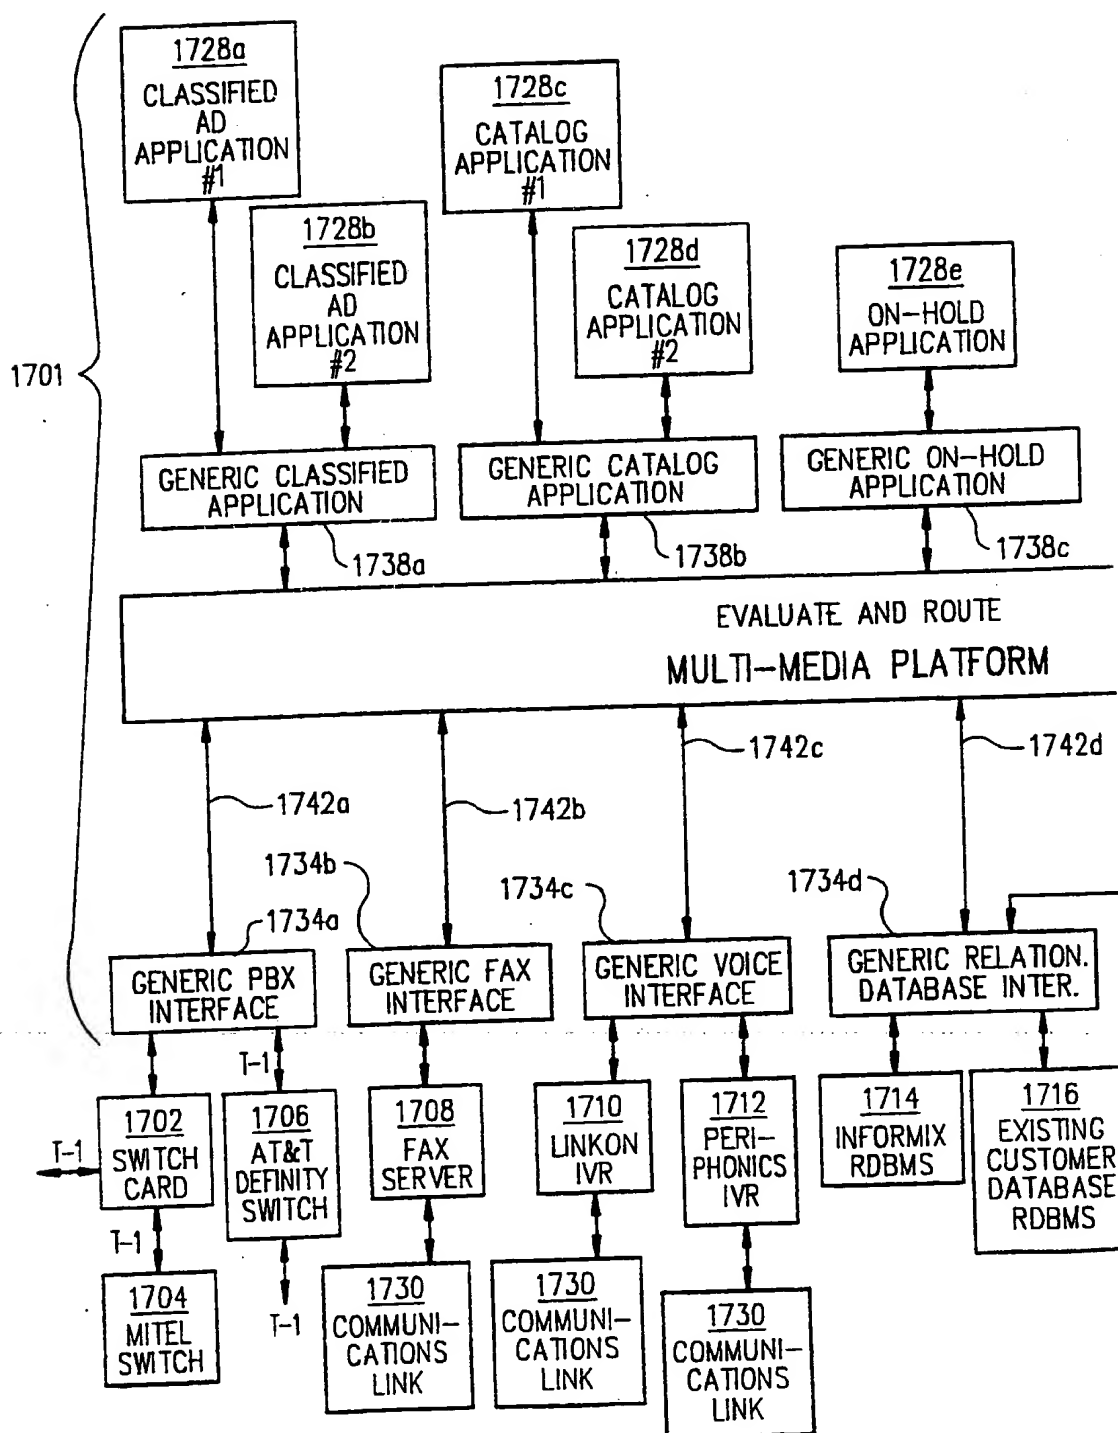 1728a
CLASSIFIED
AD
APPLICATION
#1
1728c
CATALOG
APPLICATION
#1
1728b
CLASSIFIED
AD
APPLICATION
#2
1728d
CATALOG
APPLICATION
#2
1728e
ON-HOLD
APPLICATION
1701
GENERIC CLASSIFIED
APPLICATION
GENERIC CATALOG
APPLICATION
GENERIC ON-HOLD
APPLICATION
1738a
1738b
1738c
EVALUATE AND ROUTE
MULTI-MEDIA PLATFORM
1742a
1742b
1742c
1742d
1734a
1734b
1734c
1734d
GENERIC PBX
INTERFACE
GENERIC FAX
INTERFACE
GENERIC VOICE
INTERFACE
GENERIC RELATION.
DATABASE INTER.
T-1
T-1
1702
SWITCH
CARD
T-1
1704
MITEL
SWITCH
1706
AT&T
DEFINITY
SWITCH
T-1
1708
FAX
SERVER
1730
COMMUNI-
CATIONS
LINK
1710
LINKON
IVR
1730
COMMUNI-
CATIONS
LINK
1712
PERI-
PHONICS
IVR
1730
COMMUNI-
CATIONS
LINK
1714
INFORMIX
RDBMS
1716
EXISTING
CUSTOMER
DATABASE
RDBMS